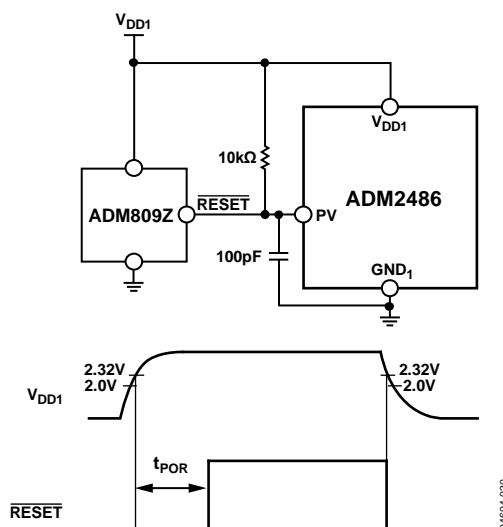 VDD1
10kΩ
VDD1
ADM809Z
RESET
PV
ADM2486
100pF
GND1
2.32V
2.0V
VDD1
2.32V
2.0V
tPOR
RESET